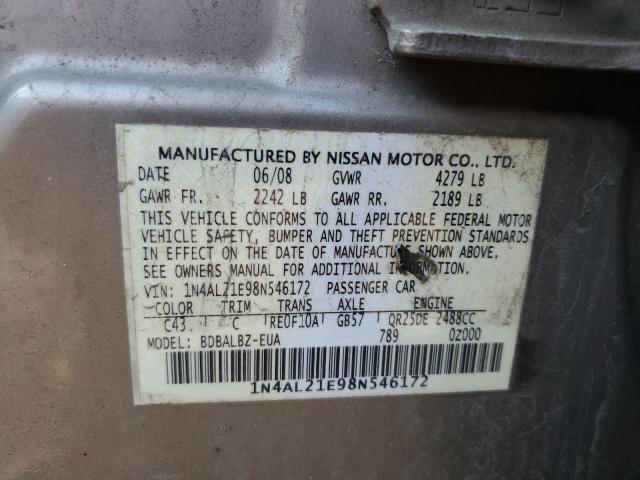 MANUFACTURED BY NISSAN MOTOR CO., LTD.
DATE 06/08 GVWR 4279 LB
GAWR FR. 2242 LB GAWR RR. 2189 LB
THIS VEHICLE CONFORMS TO ALL APPLICABLE FEDERAL MOTOR
VEHICLE SAFETY, BUMPER AND THEFT PREVENTION STANDARDS
IN EFFECT ON THE DATE OF MANUFACTURE SHOWN ABOVE.
SEE OWNERS MANUAL FOR ADDITIONAL INFORMATION.
VIN: 1N4AL21E98N546172 PASSENGER CAR
COLOR TRIM TRANS AXLE ENGINE
C43 C RE0F10A GB57 QR25DE 2488CC
MODEL: BDBALBZ-EUA 789 0Z000
1N4AL21E98N546172